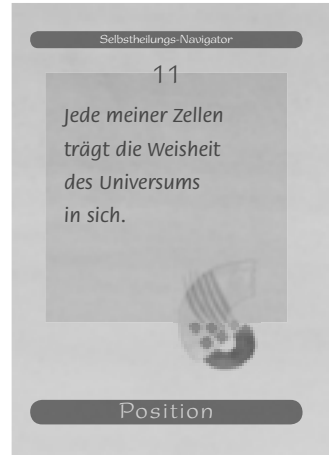 Selbstheilungs-Navigator
11
Jede meiner Zellen
trägt die Weisheit
des Universums
in sich.
Position